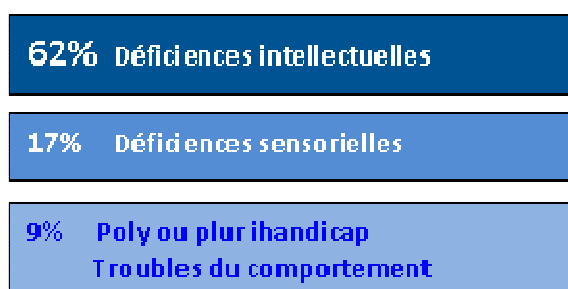 62% Déficiences intellectuelles
17% Déficiences sensorielles
9% Poly ou plurihandicap
Troubles du comportement